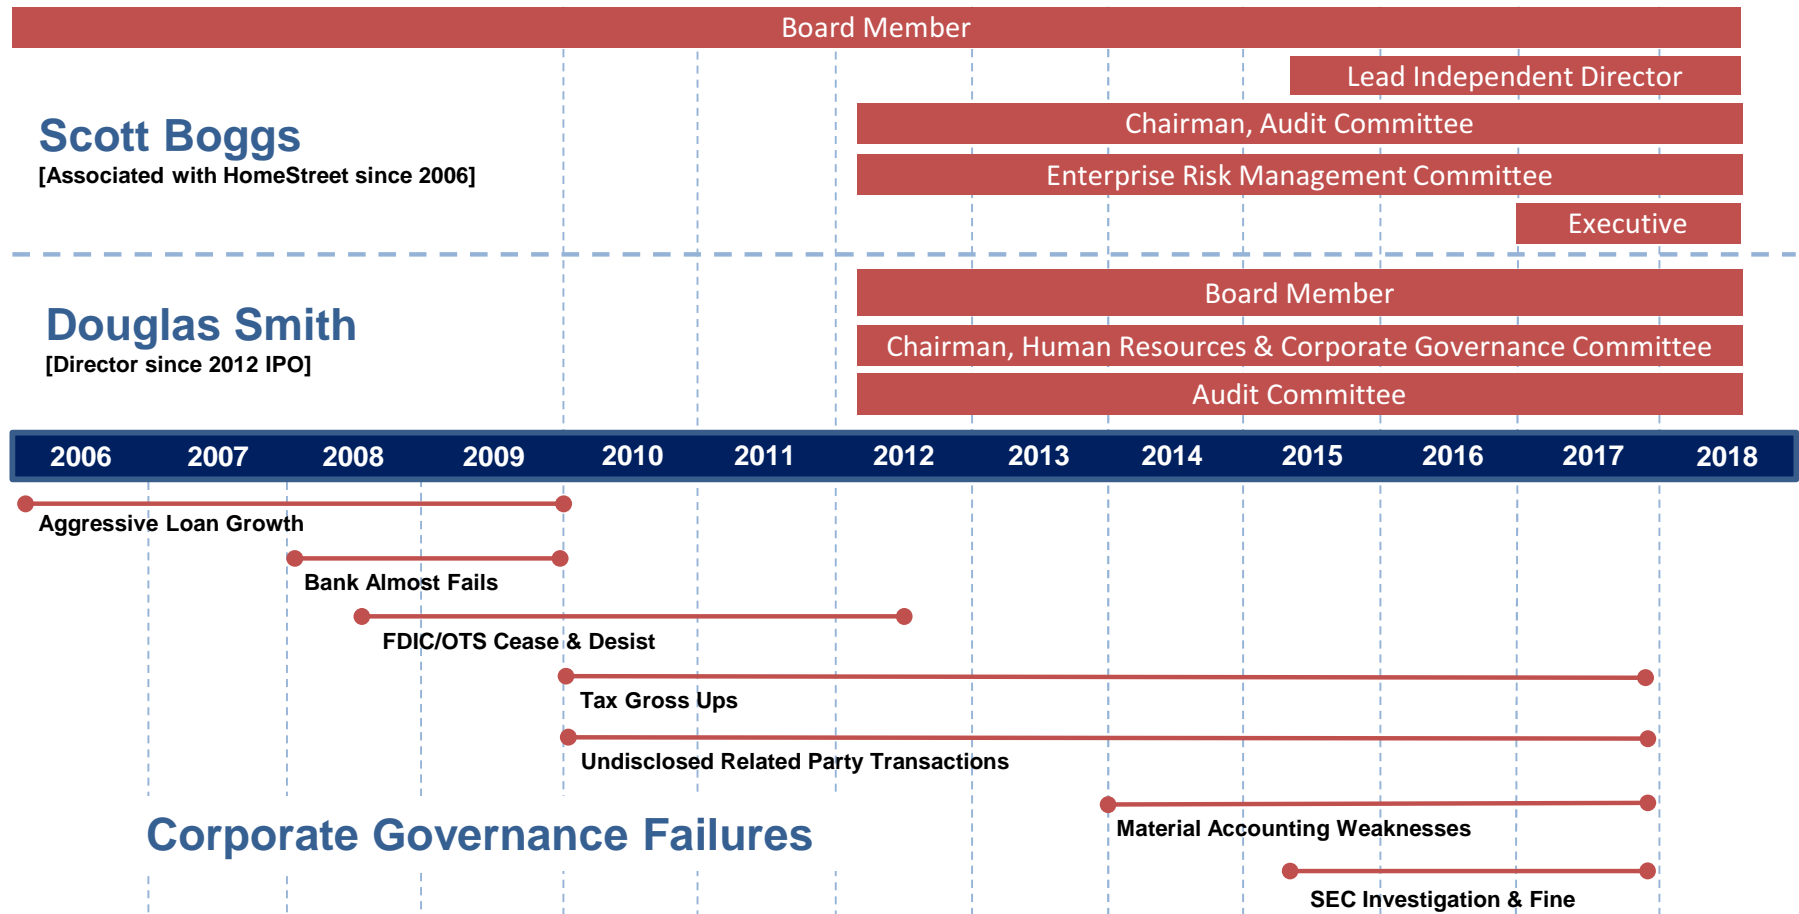 Board Member
Lead Independent Director
Scott Boggs
[Associated with HomeStreet since 2006]
Chairman, Audit Committee
Enterprise Risk Management Committee
Executive
Douglas Smith
[Director since 2012 IPO]
Board Member
Chairman, Human Resources & Corporate Governance Committee
Audit Committee
2006 2007 2008 2009 2010 2011 2012 2013 2014 2015 2016 2017 2018
Aggressive Loan Growth
Bank Almost Fails
FDIC/OTS Cease & Desist
Tax Gross Ups
Undisclosed Related Party Transactions
Corporate Governance Failures
Material Accounting Weaknesses
SEC Investigation & Fine